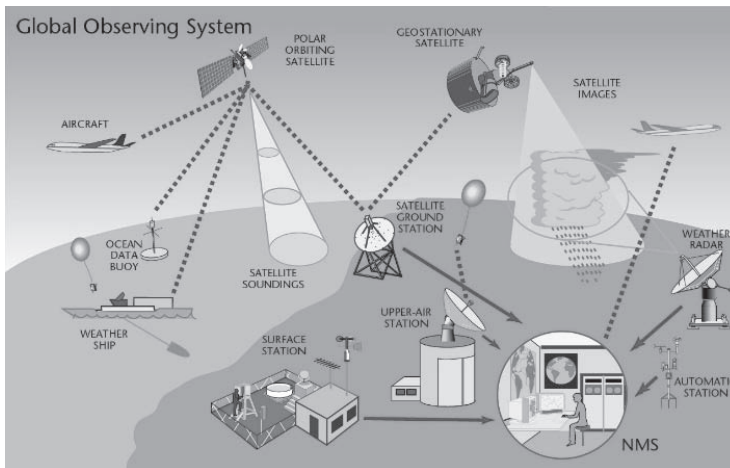 Global Observing System
POLAR
ORBITING
SATELLITE
GEOSTATIONARY
SATELLITE
SATELLITE
IMAGES
AIRCRAFT
OCEAN
DATA
BUOY
SATELLITE
SOUNDINGS
SATELLITE
GROUND
STATION
WEATHER
RADAR
WEATHER
SHIP
SURFACE
STATION
UPPER-AIR
STATION
AUTOMATIC
STATION
NMS